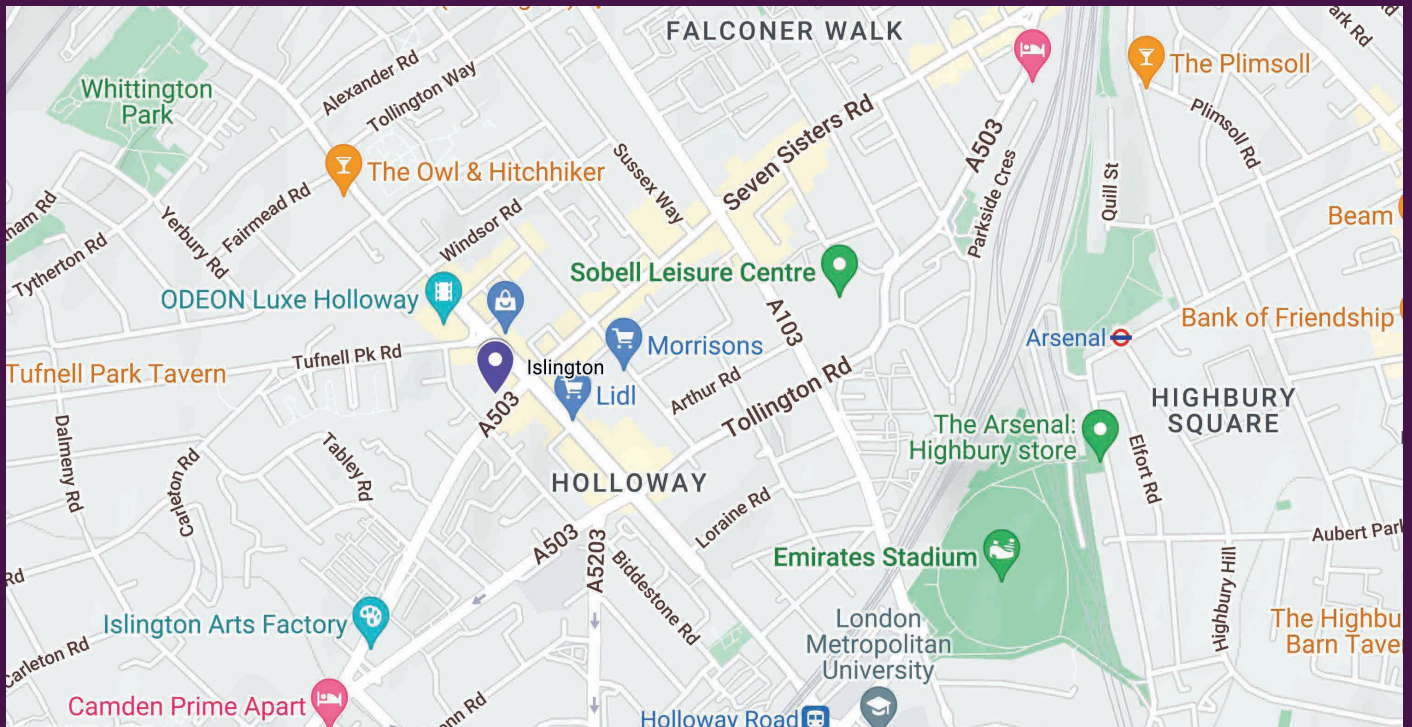 FALCONER WALK
Whittington
Park
Alexander Rd
Tollington Way
The Plimsoll
Plimsoll Rd
Seven Sisters Rd
A503
The Owl & Hitchhiker
Sussex Way
Parkside Cres
Quill St
Fairmead Rd
Yerbury Rd
Windsor Rd
Tytherton Rd
Beam
Sobell Leisure Centre
ODEON Luxe Holloway
A103
Bank of Friendship
Arsenal
Morrisons
Tufnell Pk Rd
Tufnell Park Tavern
Islington
Lidl
Arthur Rd
Tollington Rd
A503
HIGHBURY
SQUARE
The Arsenal:
Highbury store
Elfort Rd
Dalmeny Rd
Carleton Rd
Tabley Rd
HOLLOWAY
Loraine Rd
A503
A5203
Biddestone Rd
Emirates Stadium
Aubert Park
Rd
Highbury Hill
Islington Arts Factory
London
Metropolitan
University
The Highbu
Barn Taver
Carleton Rd
Camden Prime Apart
Holloway Road